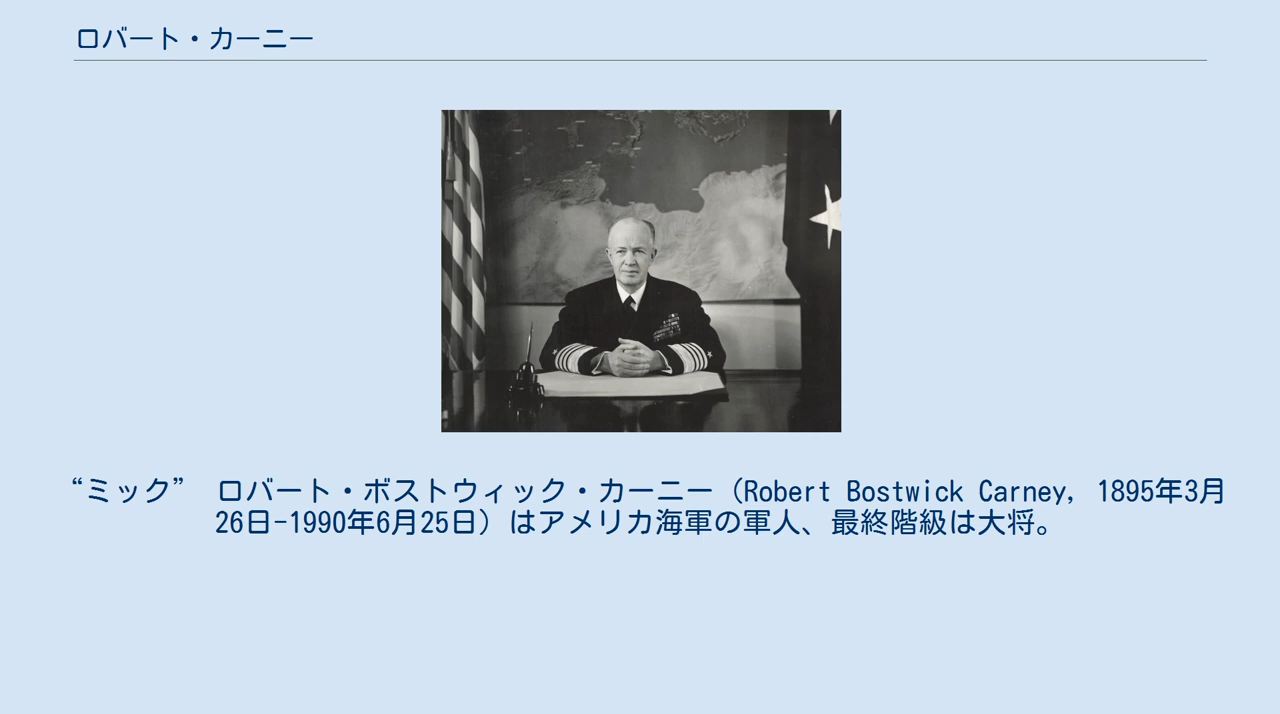 ロバート・カーニー
“ミック”　ロバート・ボストウィック・カーニー（Robert Bostwick Carney, 1895年3月
26日-1990年6月25日）はアメリカ海軍の軍人、最終階級は大将。